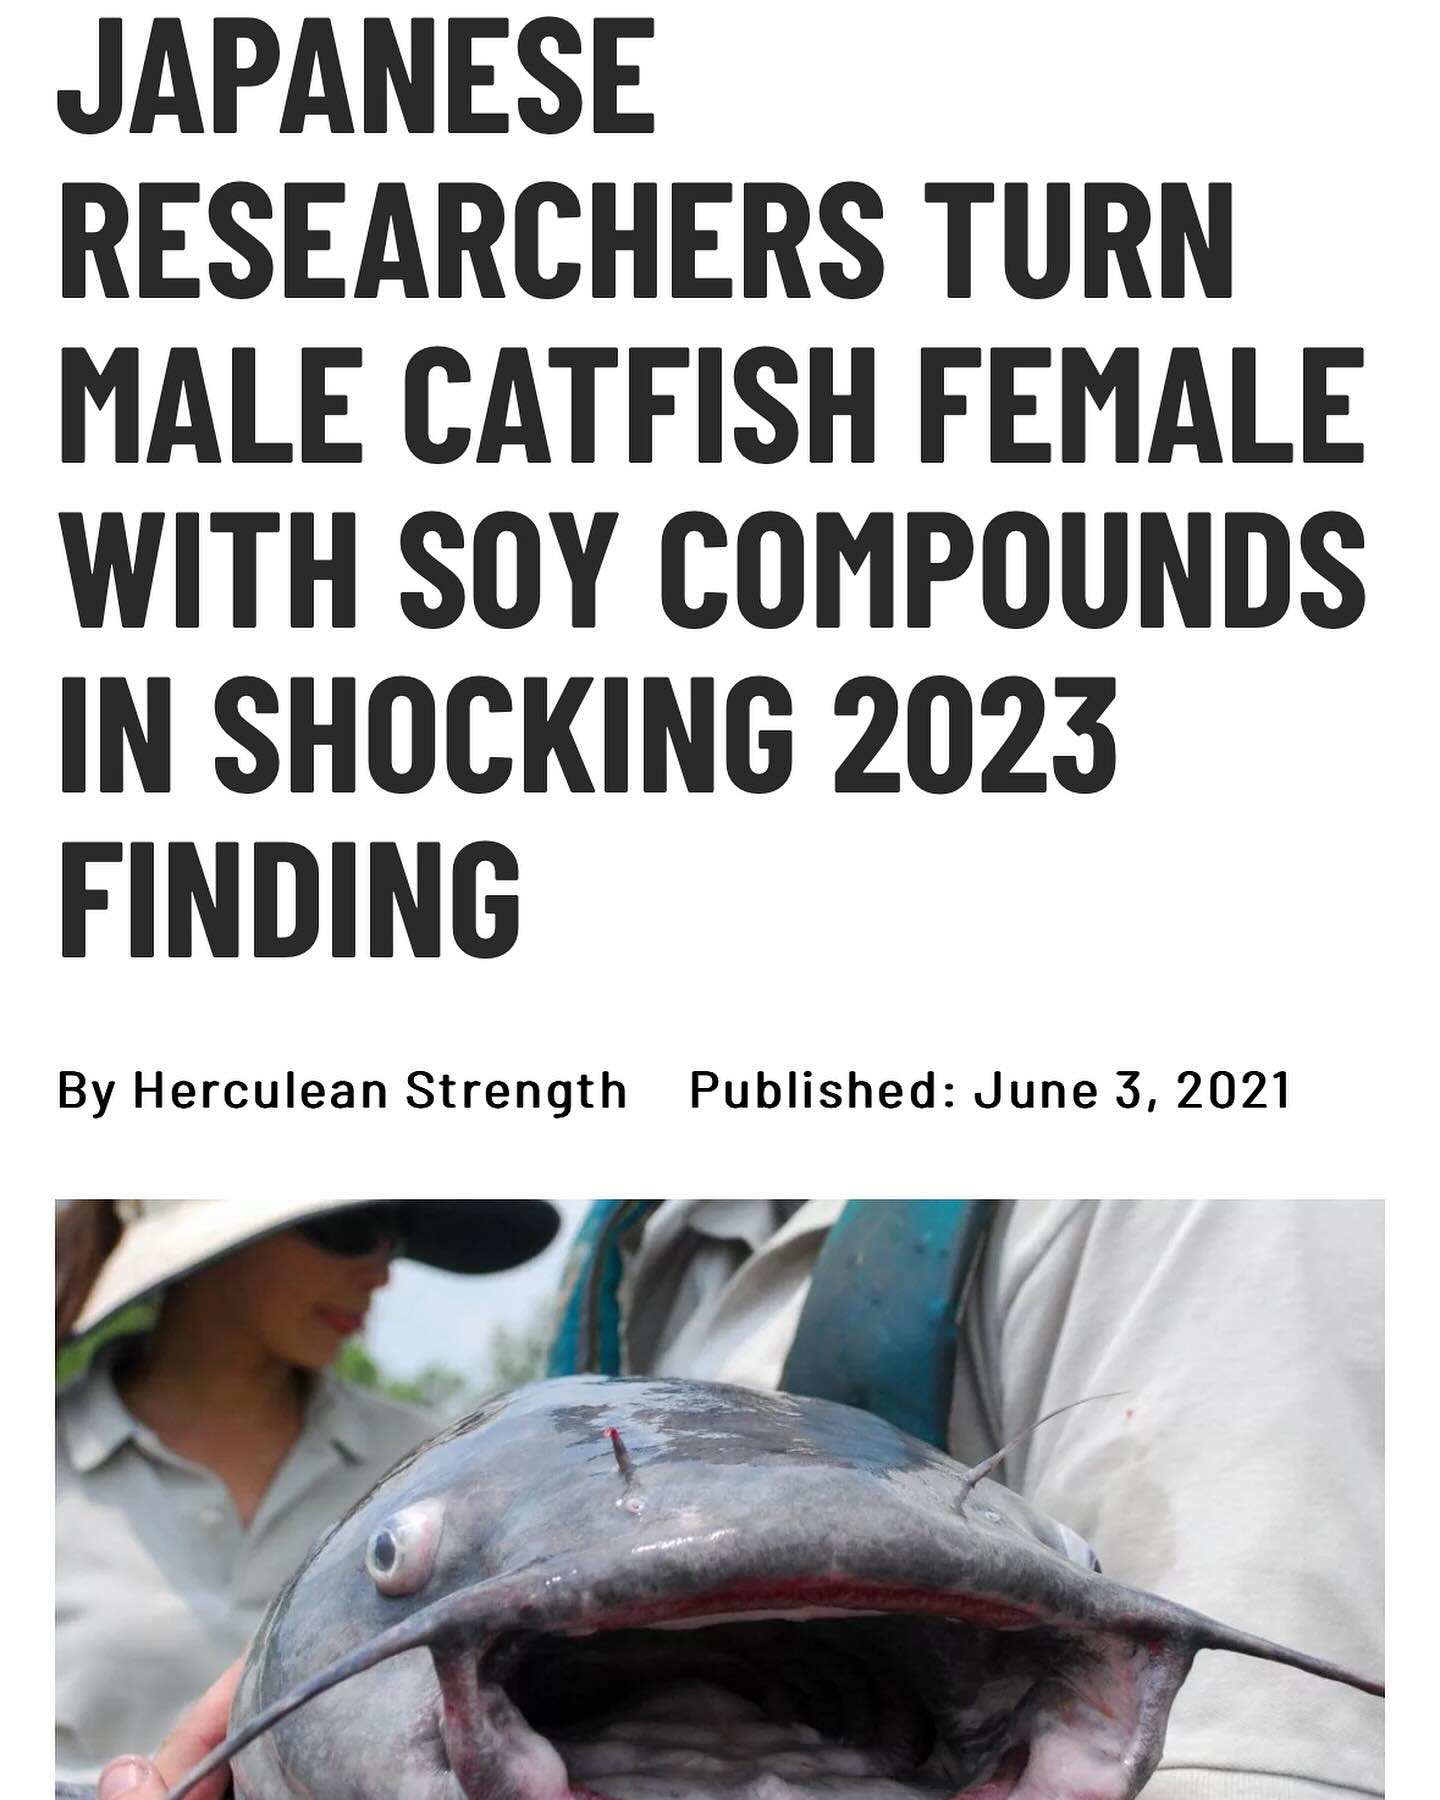 JAPANESE
RESEARCHERS TURN
MALE CATFISH FEMALE
WITH SOY COMPOUNDS
IN SHOCKING 2023
FINDING
By Herculean Strength Published: June 3, 2021